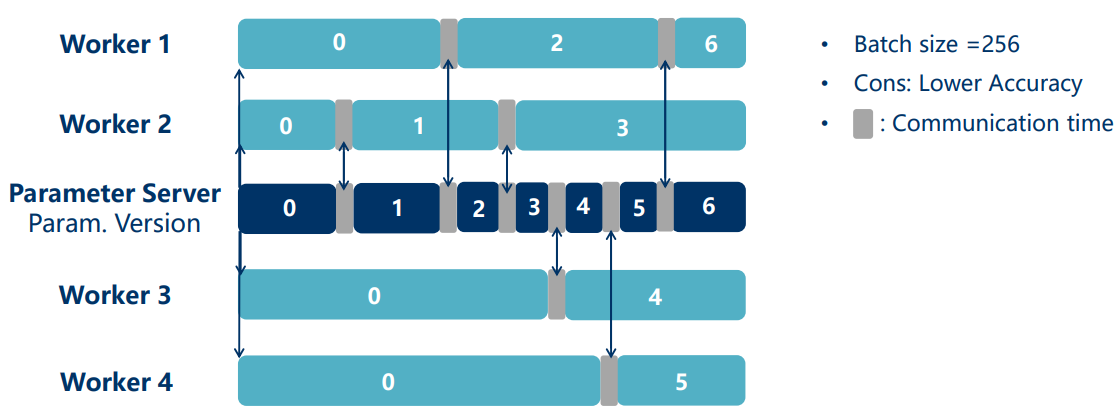 Worker 1
0 2 6
• Batch size =256
• Cons: Lower Accuracy
• : Communication time
Worker 2
0 1 3
Parameter Server
Param. Version
0 1 2 3 4 5 6
Worker 3
0 4
Worker 4
0 5